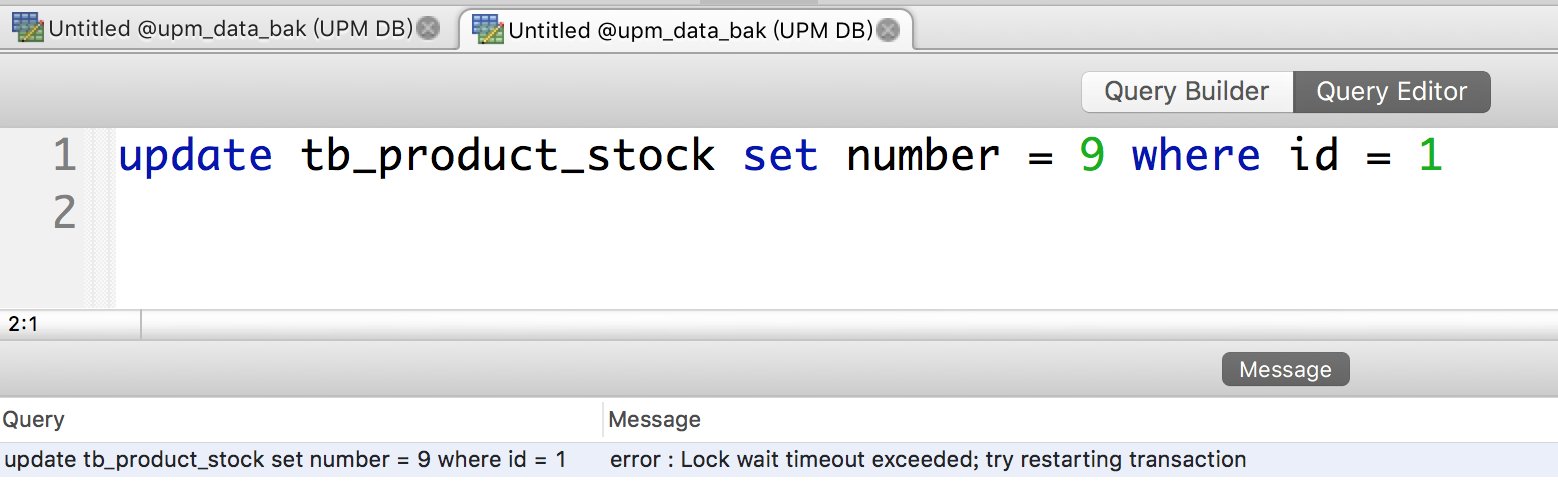 Untitled @upm_data_bak (UPM DB) Untitled @upm_data_bak (UPM DB)
Query Builder Query Editor
1 update tb_product_stock set number = 9 where id = 1
2
2:1
Message
Query Message
update tb_product_stock set number = 9 where id = 1 error : Lock wait timeout exceeded; try restarting transaction